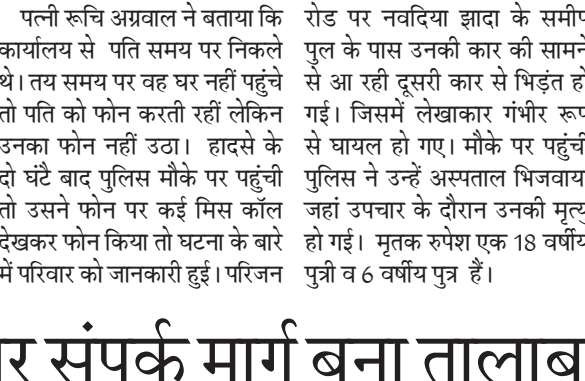 पत्नी रूचि अग्रवाल ने बताया कि
कार्यालय से पति समय पर निकले
थे। तय समय पर वह घर नहीं पहुंचे
तो पति को फोन करती रहीं लेकिन
उनका फोन नहीं उठा। हादसे के
दो घंटै बाद पुलिस मौके पर पहुंची
तो उसने फोन पर कई मिस कॉल
देखकर फोन किया तो घटना के बारे
में परिवार को जानकारी हुई। परिजन
रोड पर नवदिया झादा के समीप
पुल के पास उनकी कार की सामने
से आ रही दूसरी कार से भिड़ंत हो
गई। जिसमें लेखाकार गंभीर रूप
से घायल हो गए। मौके पर पहुंची
पुलिस ने उन्हें अस्पताल भिजवाया
जहां उपचार के दौरान उनकी मृत्यु
हो गई। मृतक रुपेश एक 18 वर्षीय
पुत्री व 6 वर्षीय पुत्र हैं।
र संपर्क मार्ग बना तालाब